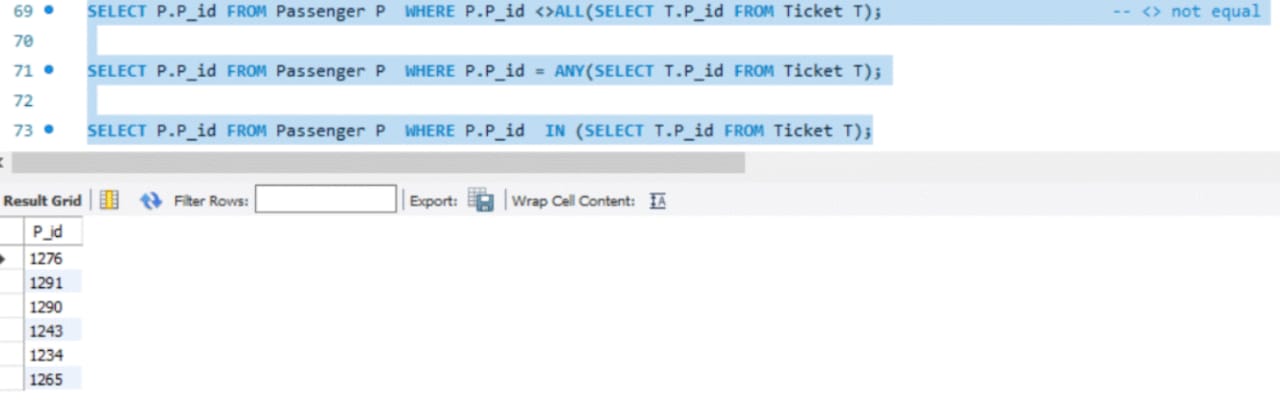 69 SELECT P.P_id FROM Passenger P WHERE P.P_id <>ALL(SELECT T.P_id FROM Ticket T); -- <> not equal
70
71 SELECT P.P_id FROM Passenger P WHERE P.P_id = ANY(SELECT T.P_id FROM Ticket T);
72
73 SELECT P.P_id FROM Passenger P WHERE P.P_id IN (SELECT T.P_id FROM Ticket T);
Result Grid Filter Rows: Export: Wrap Cell Content:
P_id
1276
1291
1290
1243
1234
1265